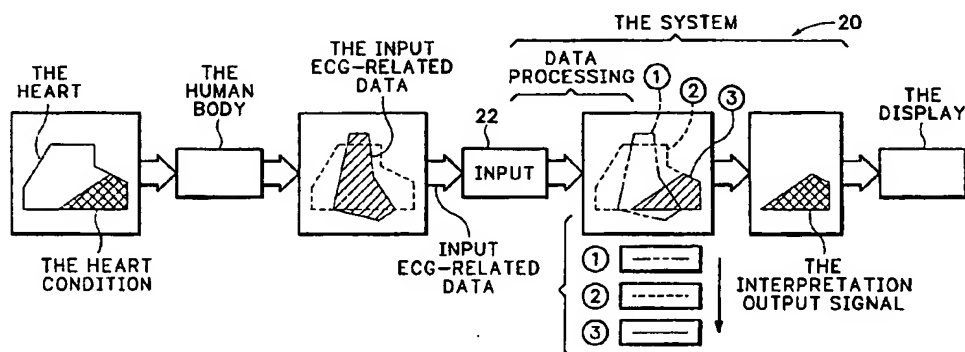 THE SYSTEM
20
THE HEART
THE HUMAN BODY
THE INPUT
ECG-RELATED
DATA
DATA
PROCESSING
1
2
3
22
INPUT
THE
DISPLAY
THE HEART
CONDITION
INPUT
ECG-RELATED
DATA
1
2
3
THE
INTERPRETATION
OUTPUT SIGNAL